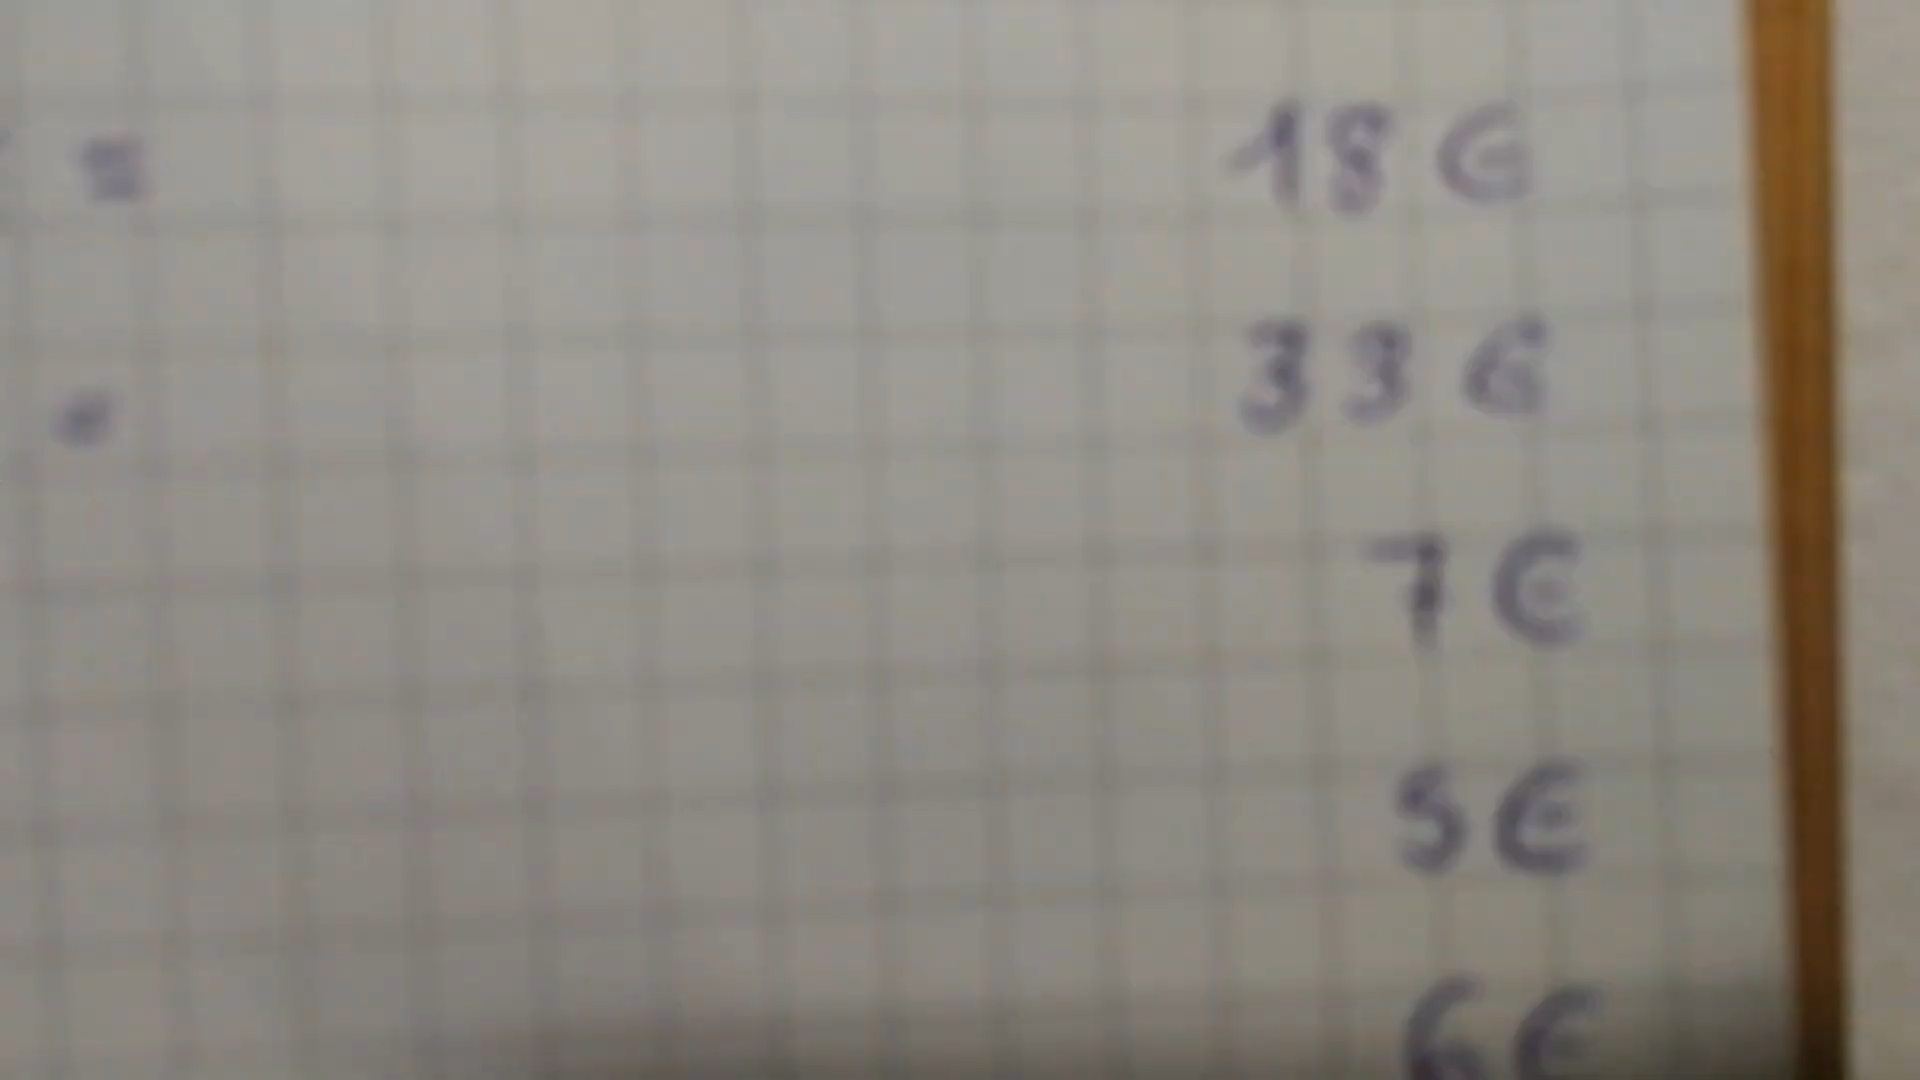 = 18 €
33 €
7 €
5 €
6 €